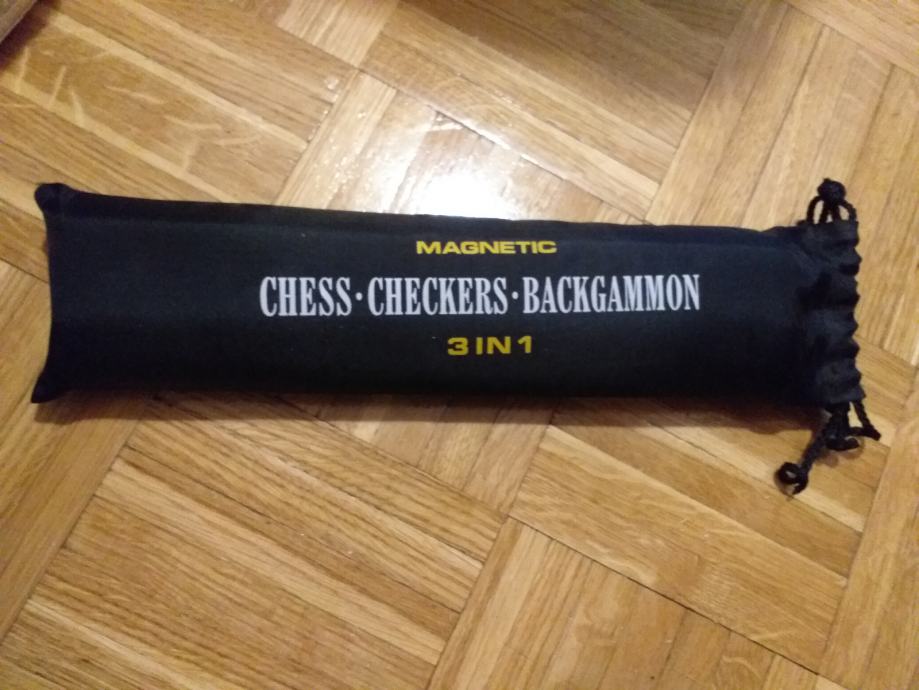 MAGNETIC
CHESS·CHECKERS·BACKGAMMON
3 IN 1